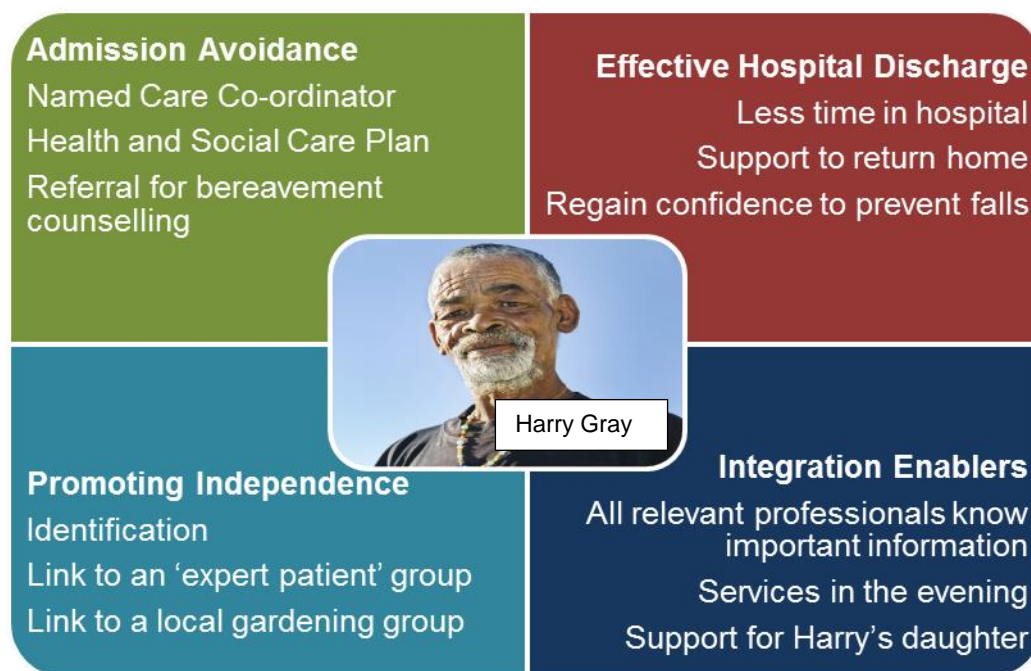 Admission Avoidance
Named Care Co-ordinator
Health and Social Care Plan
Referral for bereavement
counselling
Effective Hospital Discharge
Less time in hospital
Support to return home
Regain confidence to prevent falls
Harry Gray
Promoting Independence
Identification
Link to an ‘expert patient’ group
Link to a local gardening group
Integration Enablers
All relevant professionals know
important information
Services in the evening
Support for Harry’s daughter